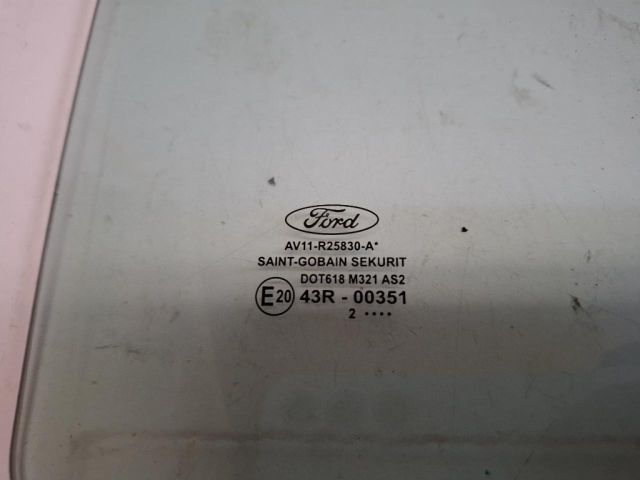 Ford
AV11-R25830-A*
SAINT-GOBAIN SEKURIT
DOT618 M321 AS2
E20 43R - 00351
2 ••••